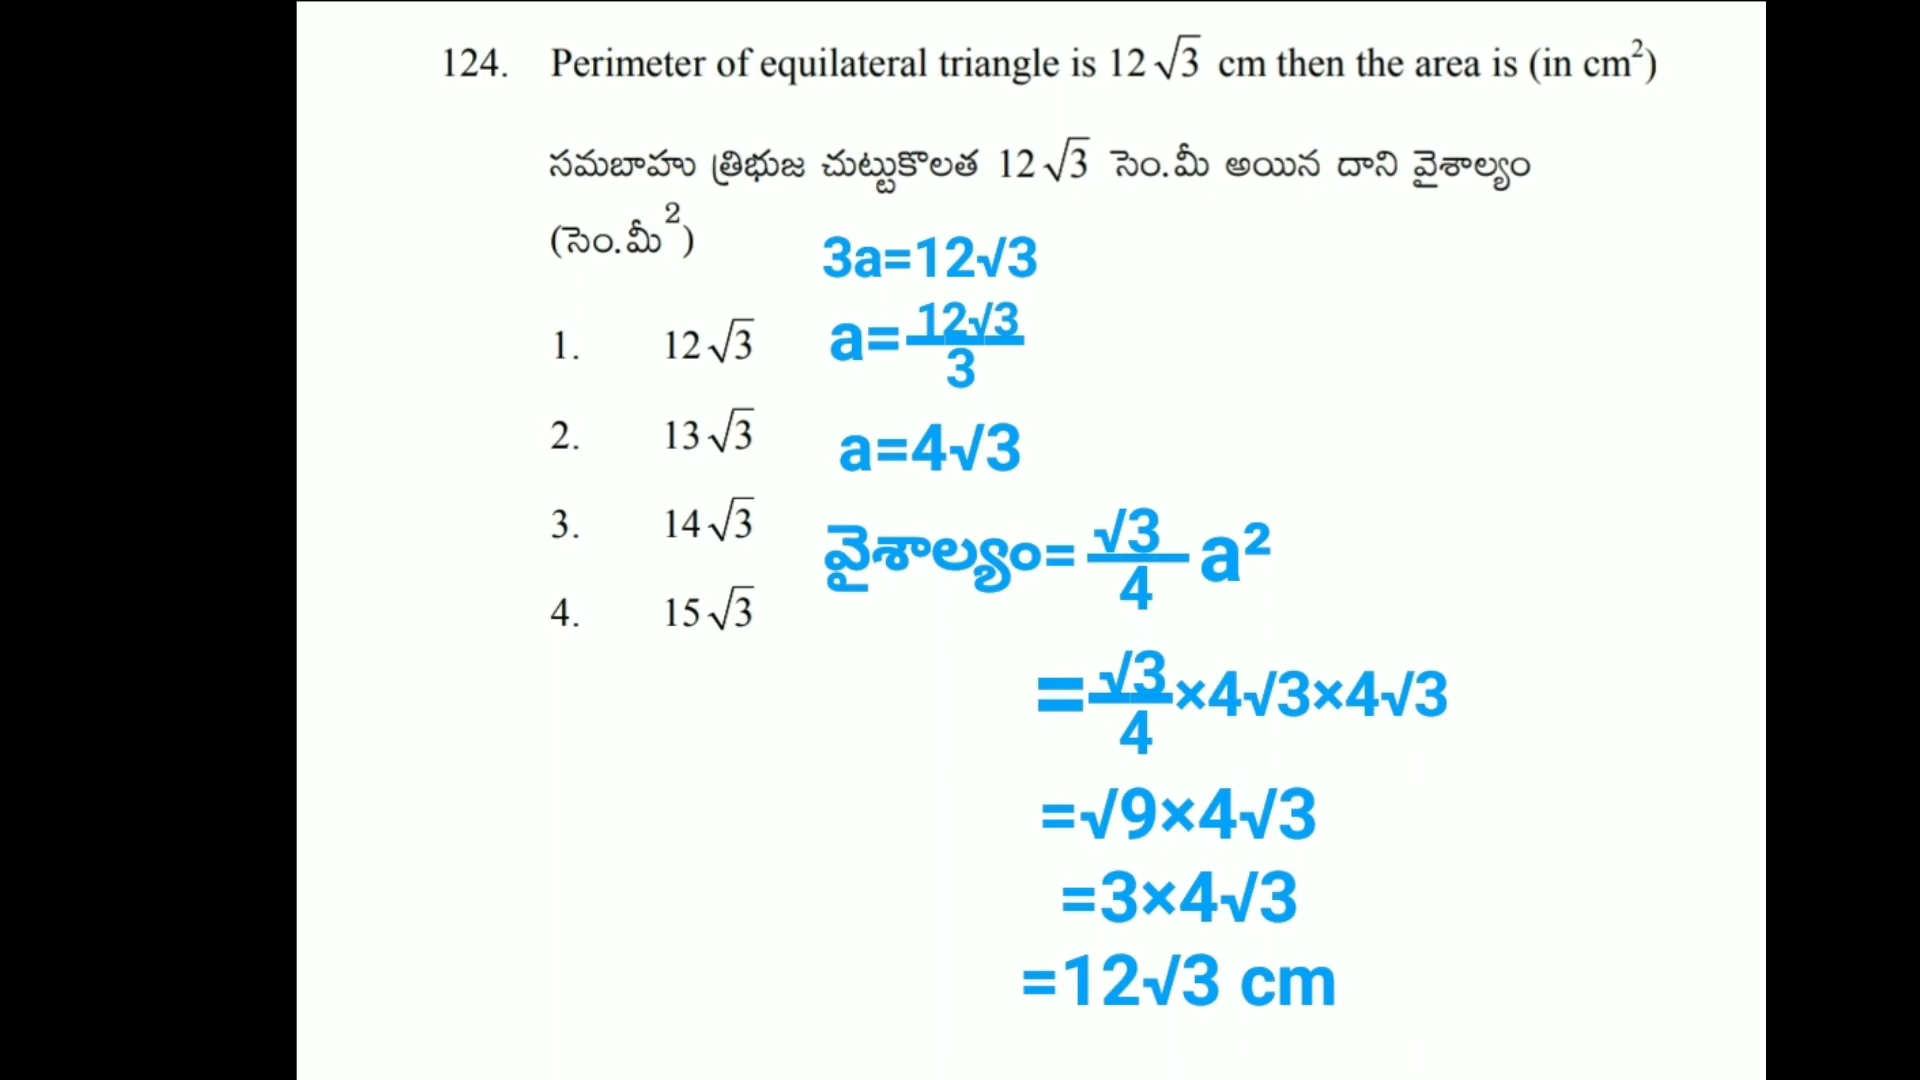 124. Perimeter of equilateral triangle is 12√3 cm then the area is (in cm²)
సమబాహు త్రిభుజ చుట్టుకొలత 12√3 సెం.మీ అయిన దాని వైశాల్యం
(సెం.మీ²)
3a=12√3
1. 12√3
a=12√3/3
2. 13√3
a=4√3
3. 14√3
వైశాల్యం=√3/4 a²
4. 15√3
=√3/4×4√3×4√3
=√9×4√3
=3×4√3
=12√3 cm